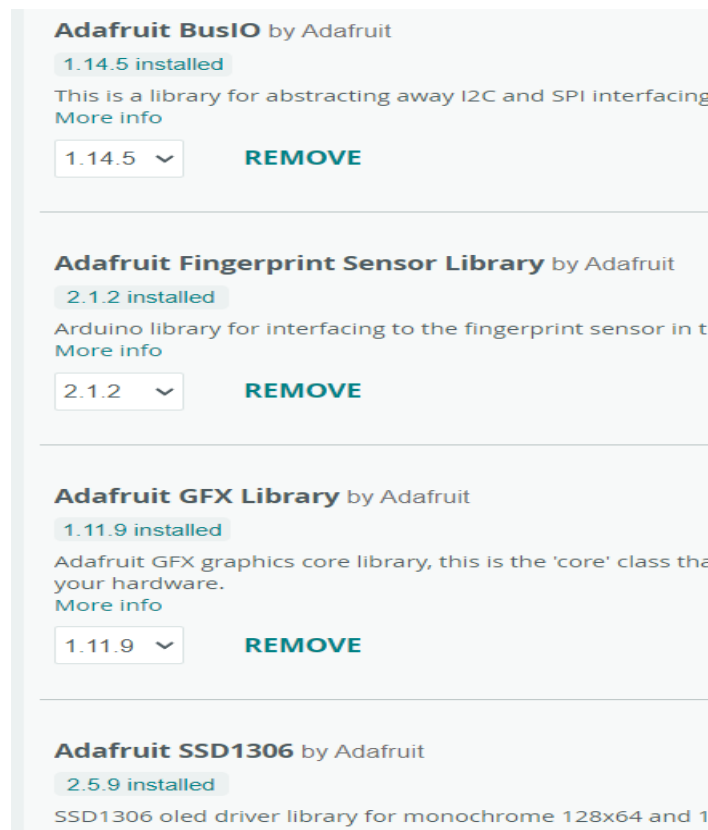 Adafruit BusIO by Adafruit
1.14.5 installed
This is a library for abstracting away I2C and SPI interfacing
More info
1.14.5 REMOVE
Adafruit Fingerprint Sensor Library by Adafruit
2.1.2 installed
Arduino library for interfacing to the fingerprint sensor in t
More info
2.1.2 REMOVE
Adafruit GFX Library by Adafruit
1.11.9 installed
Adafruit GFX graphics core library, this is the 'core' class tha
your hardware.
More info
1.11.9 REMOVE
Adafruit SSD1306 by Adafruit
2.5.9 installed
SSD1306 oled driver library for monochrome 128x64 and 1